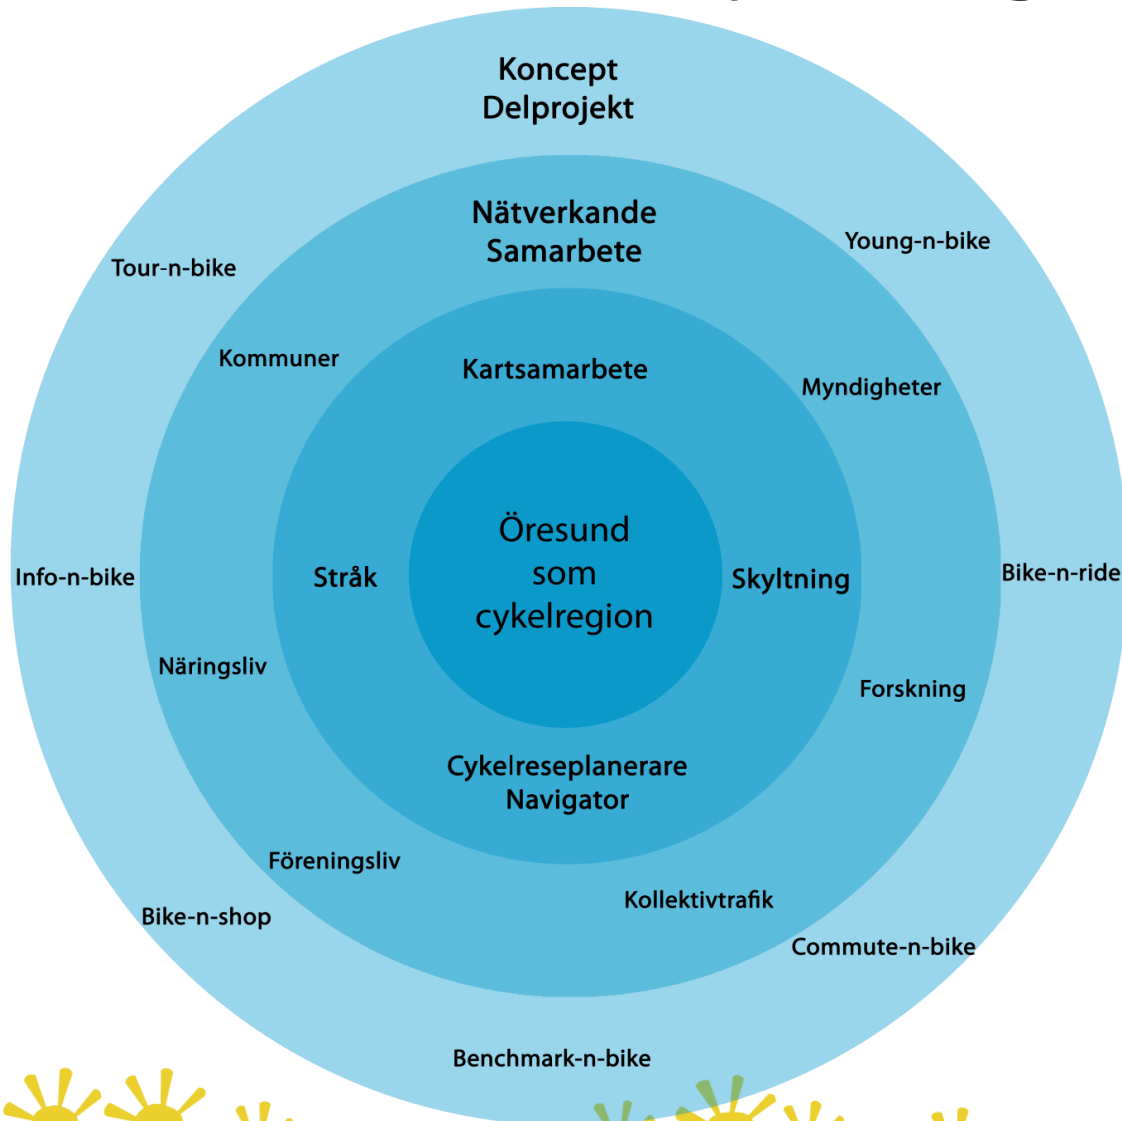 Koncept
Delprojekt
Nätverkande
Samarbete
Young-n-bike
Tour-n-bike
Kommuner
Kartsamarbete
Myndigheter
Öresund
som
cykelregion
Info-n-bike
Stråk
Skyltning
Bike-n-ride
Näringsliv
Forskning
Cykelreseplanerare
Navigator
Föreningsliv
Kollektivtrafik
Bike-n-shop
Commute-n-bike
Benchmark-n-bike